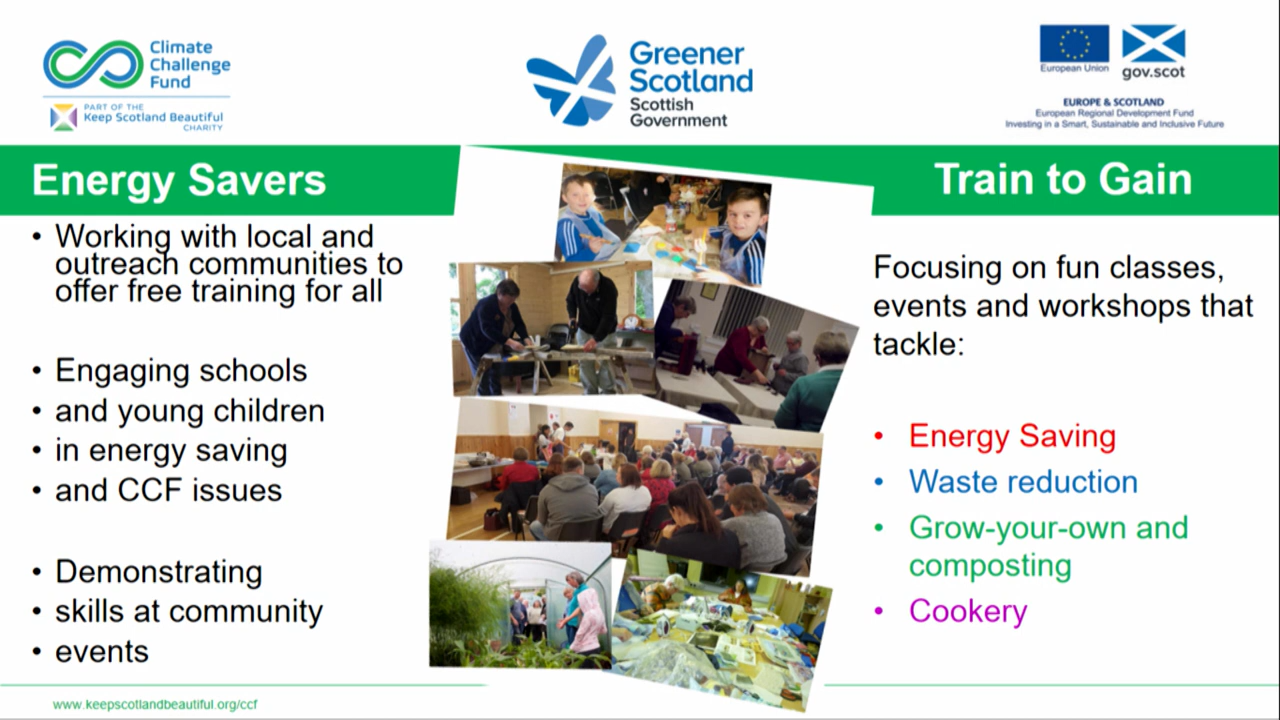 Climate
Challenge
Fund
PART OF THE
Keep Scotland Beautiful
CHARITY
Greener
Scotland
Scottish
Government
European Union
gov.scot
EUROPE & SCOTLAND
European Regional Development Fund
Investing in a Smart, Sustainable and Inclusive Future
Energy Savers
• Working with local and
outreach communities to
offer free training for all
• Engaging schools
• and young children
• in energy saving
• and CCF issues
• Demonstrating
• skills at community
• events
Train to Gain
Focusing on fun classes,
events and workshops that
tackle:
• Energy Saving
• Waste reduction
• Grow-your-own and
composting
• Cookery
www.keepscotlandbeautiful.org/ccf